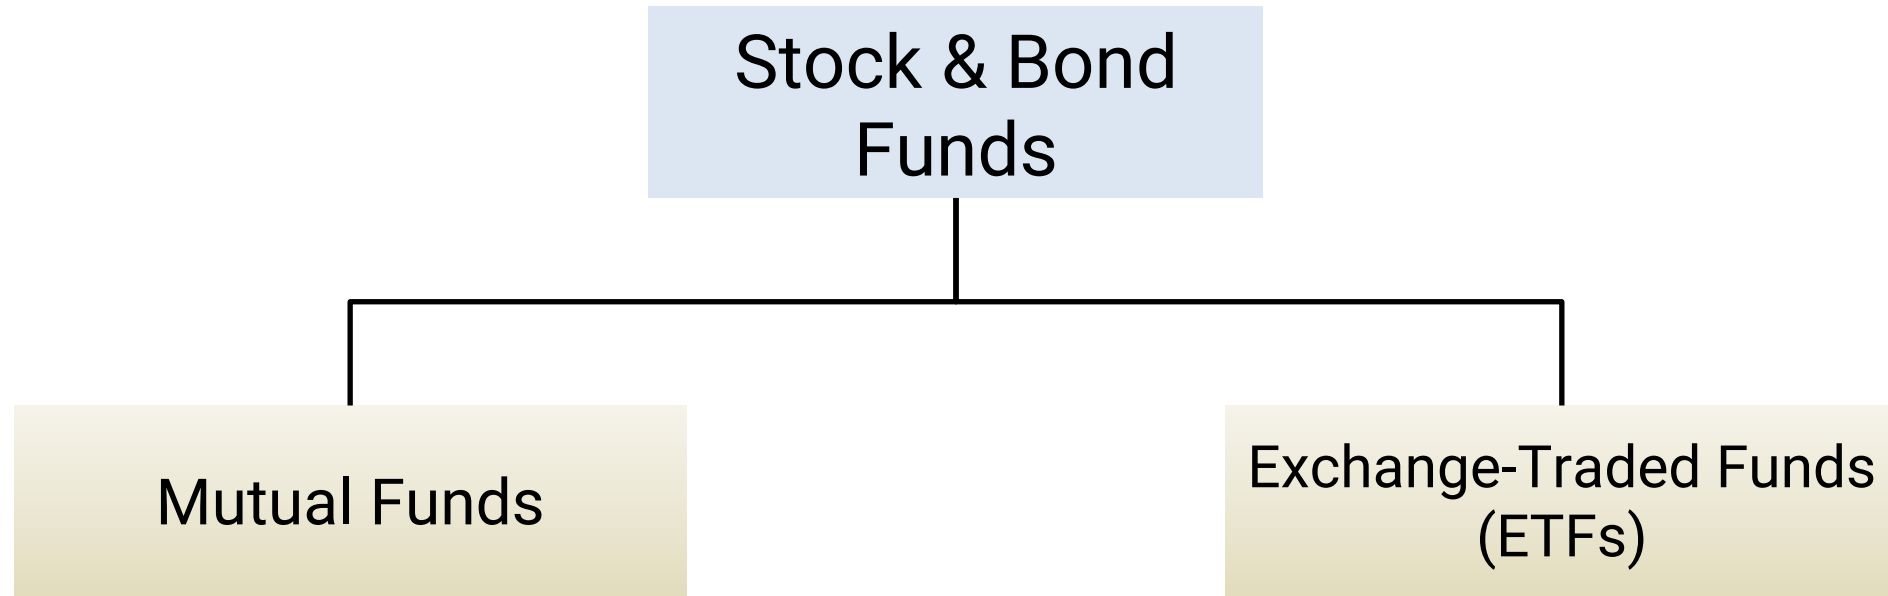 Stock & Bond
Funds
Mutual Funds
Exchange-Traded Funds
(ETFs)